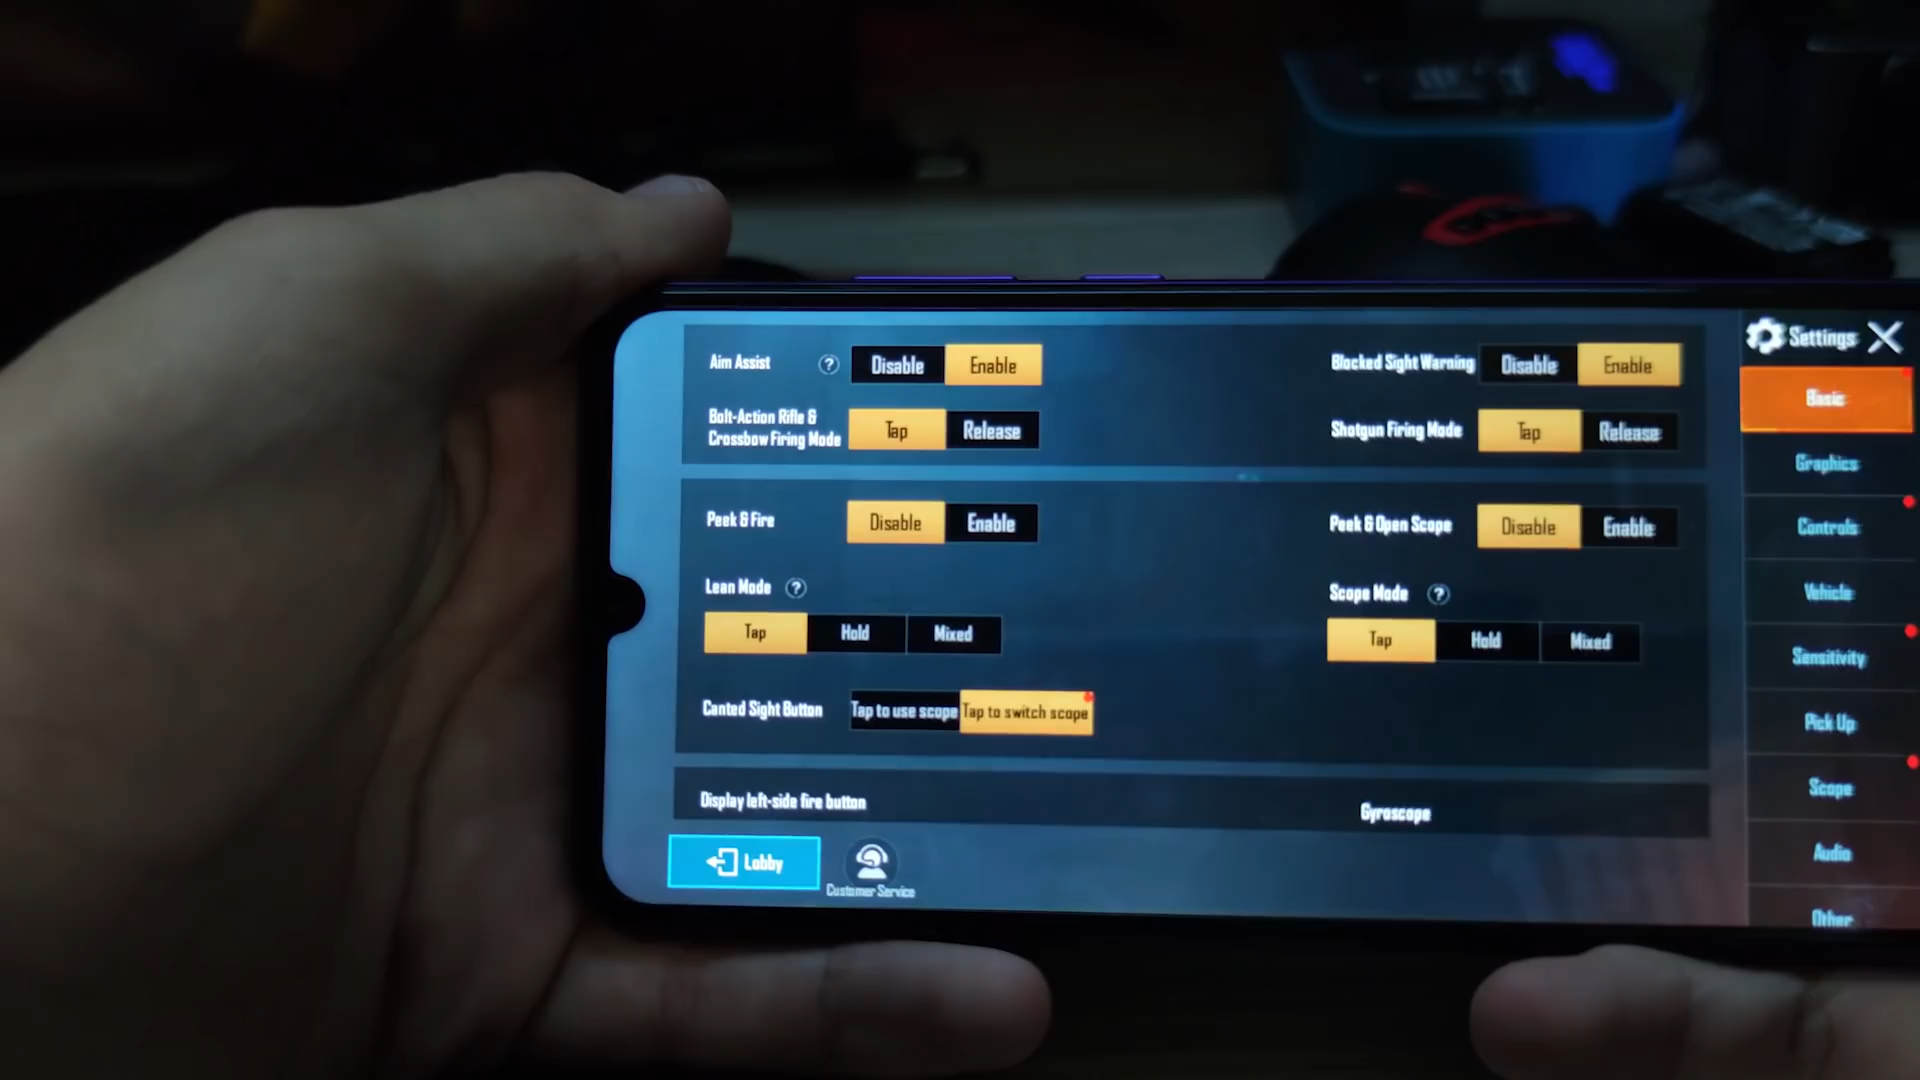 Aim Assist ? Disable Enable
Blocked Sight Warning Disable Enable
Bolt-Action Rifle &
Crossbow Firing Mode Tap Release
Shotgun Firing Mode Tap Release
Peek & Fire Disable Enable
Peek & Open Scope Disable Enable
Lean Mode ?
Tap Hold Mixed
Scope Mode ?
Tap Hold Mixed
Canted Sight Button Tap to use scope Tap to switch scope
Display left-side fire button
Gyroscope
Lobby
Customer Service
Settings
Basic
Graphics
Controls
Vehicle
Sensitivity
Pick Up
Scope
Audio
Other